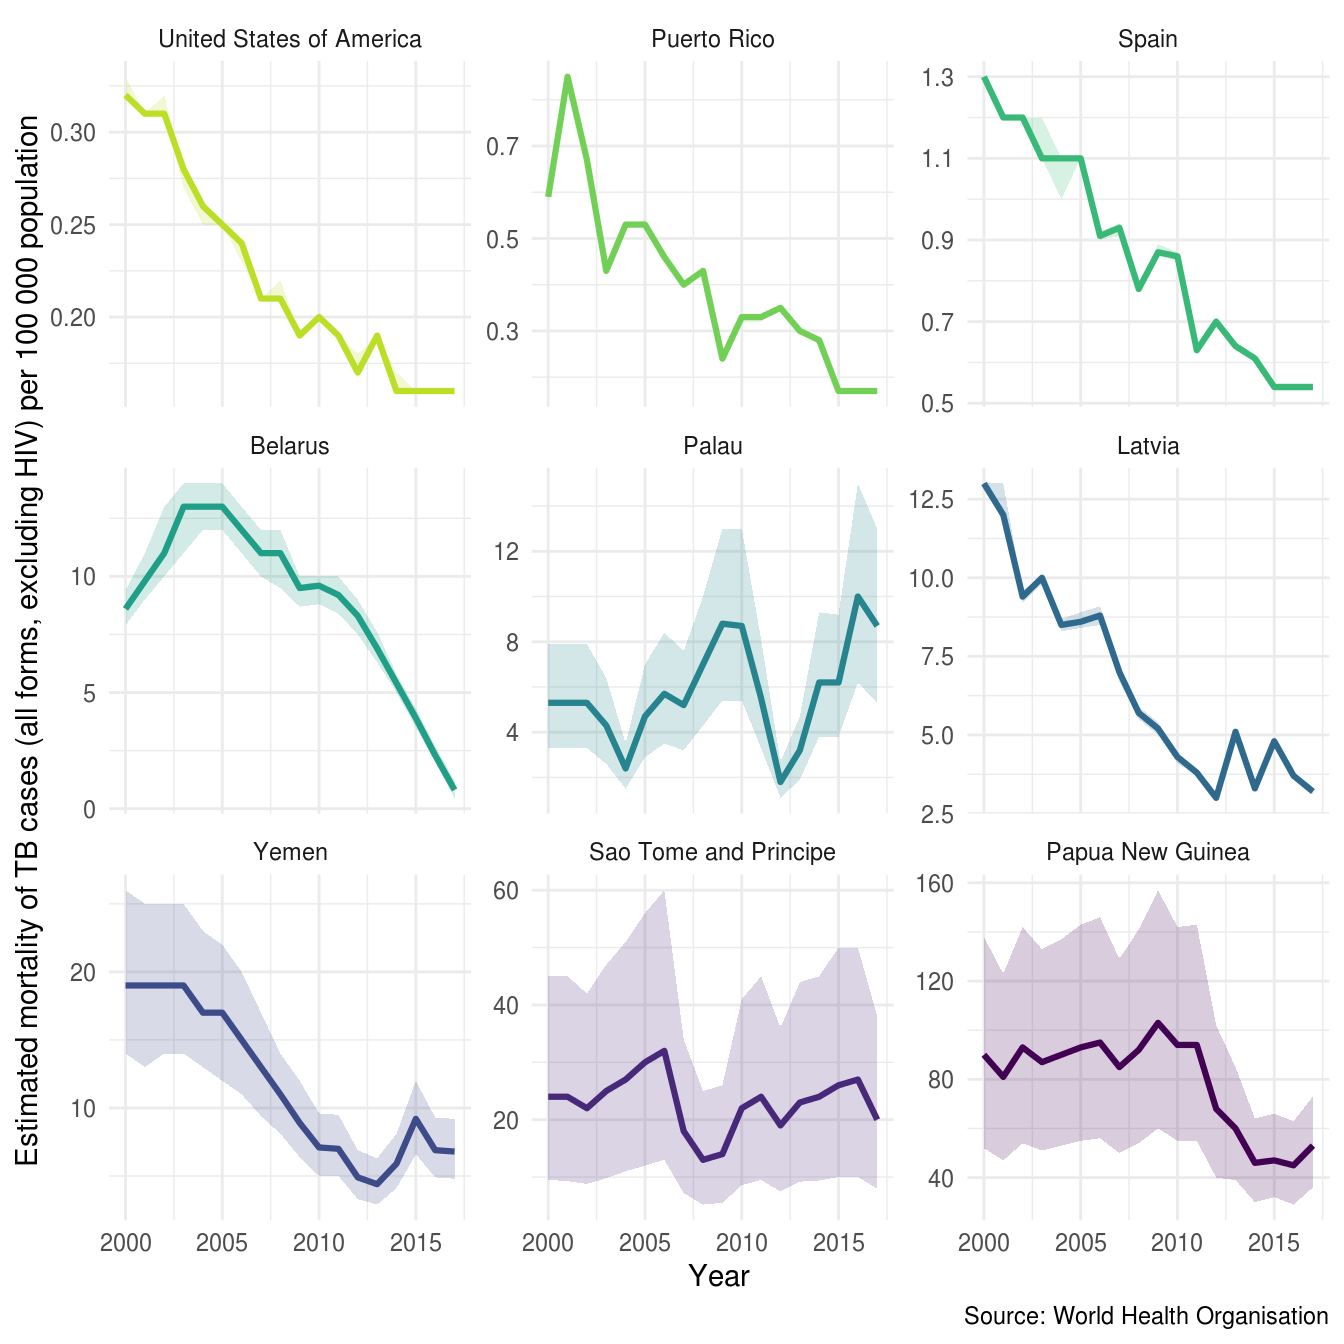 United States of America
Puerto Rico
Spain
0.30
0.25
0.20
0.7
0.5
0.3
1.3
1.1
0.9
0.7
0.5
Estimated mortality of TB cases (all forms, excluding HIV) per 100 000 population
Belarus
Palau
Latvia
10
5
0
12
8
4
12.5
10.0
7.5
5.0
2.5
Yemen
Sao Tome and Principe
Papua New Guinea
20
10
60
40
20
160
120
80
40
2000 2005 2010 2015
2000 2005 2010 2015
2000 2005 2010 2015
Year
Source: World Health Organisation